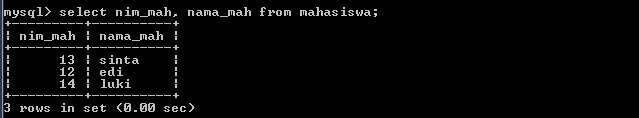 mysql> select nim_mah, nama_mah from mahasiswa;
+---------+----------+
| nim_mah | nama_mah |
+---------+----------+
|      13 | sinta    |
|      12 | edi      |
|      14 | luki     |
+---------+----------+
3 rows in set (0.00 sec)